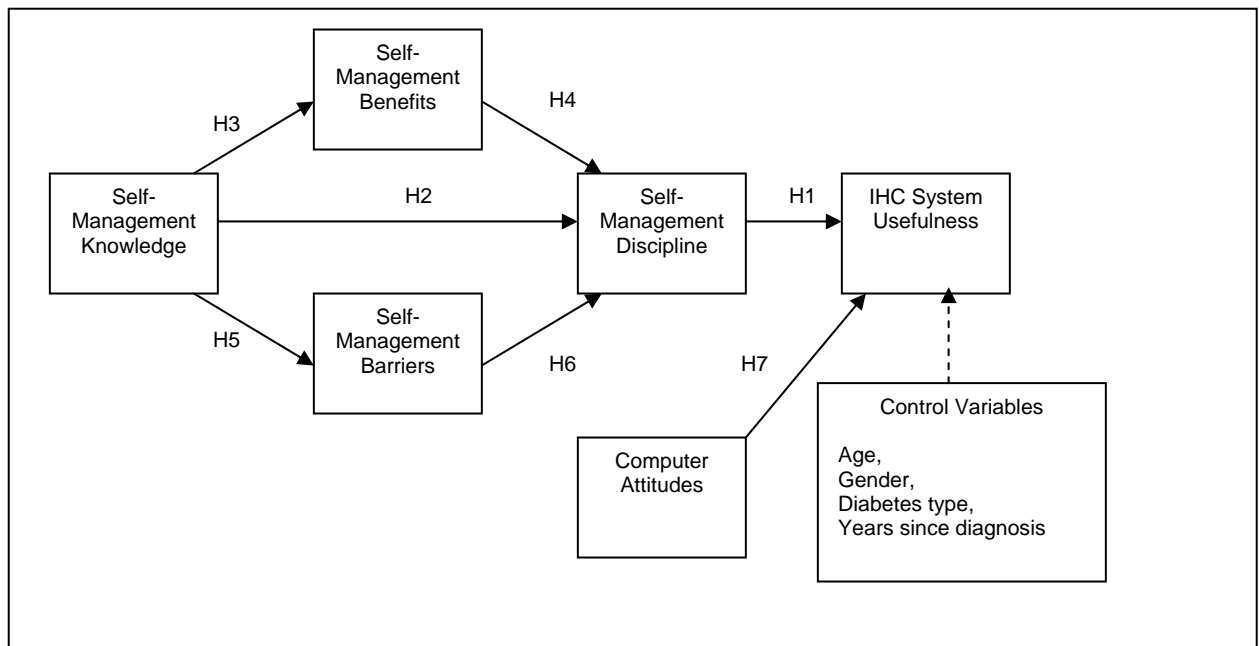 Self-
Management
Benefits
H3
H4
Self-
Management
Knowledge
H2
Self-
Management
Discipline
H1
IHC System
Usefulness
H5
Self-
Management
Barriers
H6
H7
Computer
Attitudes
Control Variables
Age,
Gender,
Diabetes type,
Years since diagnosis